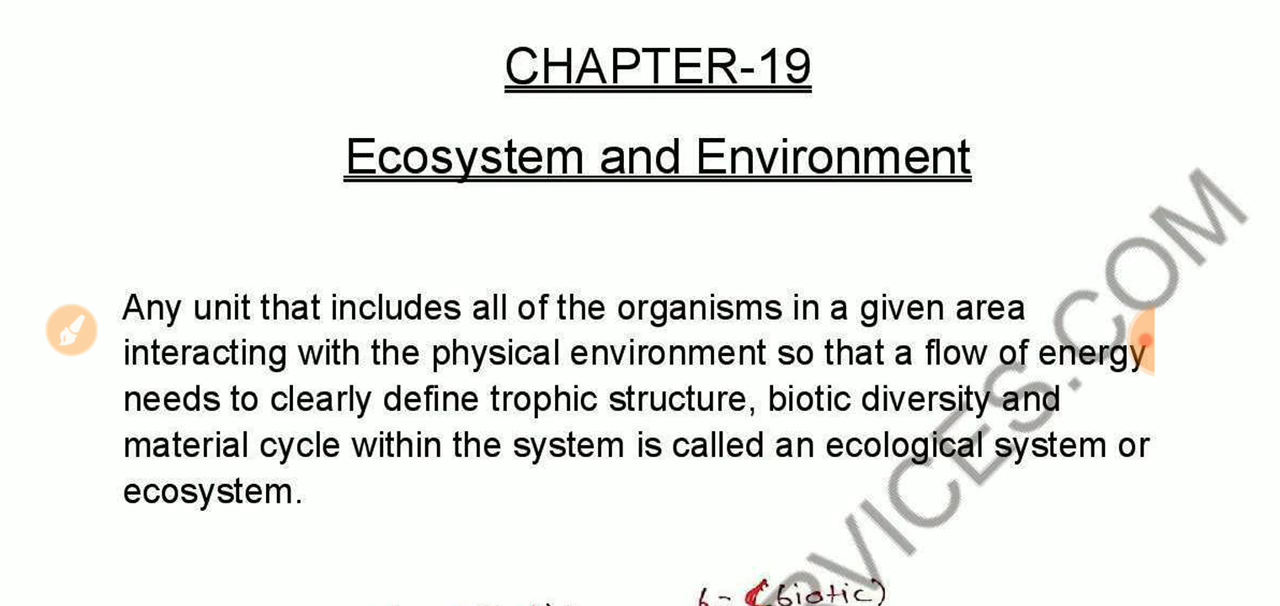 CHAPTER-19
Ecosystem and Environment
Any unit that includes all of the organisms in a given area
interacting with the physical environment so that a flow of energy
needs to clearly define trophic structure, biotic diversity and
material cycle within the system is called an ecological system or
ecosystem.
(biotic)
RVICES.COM